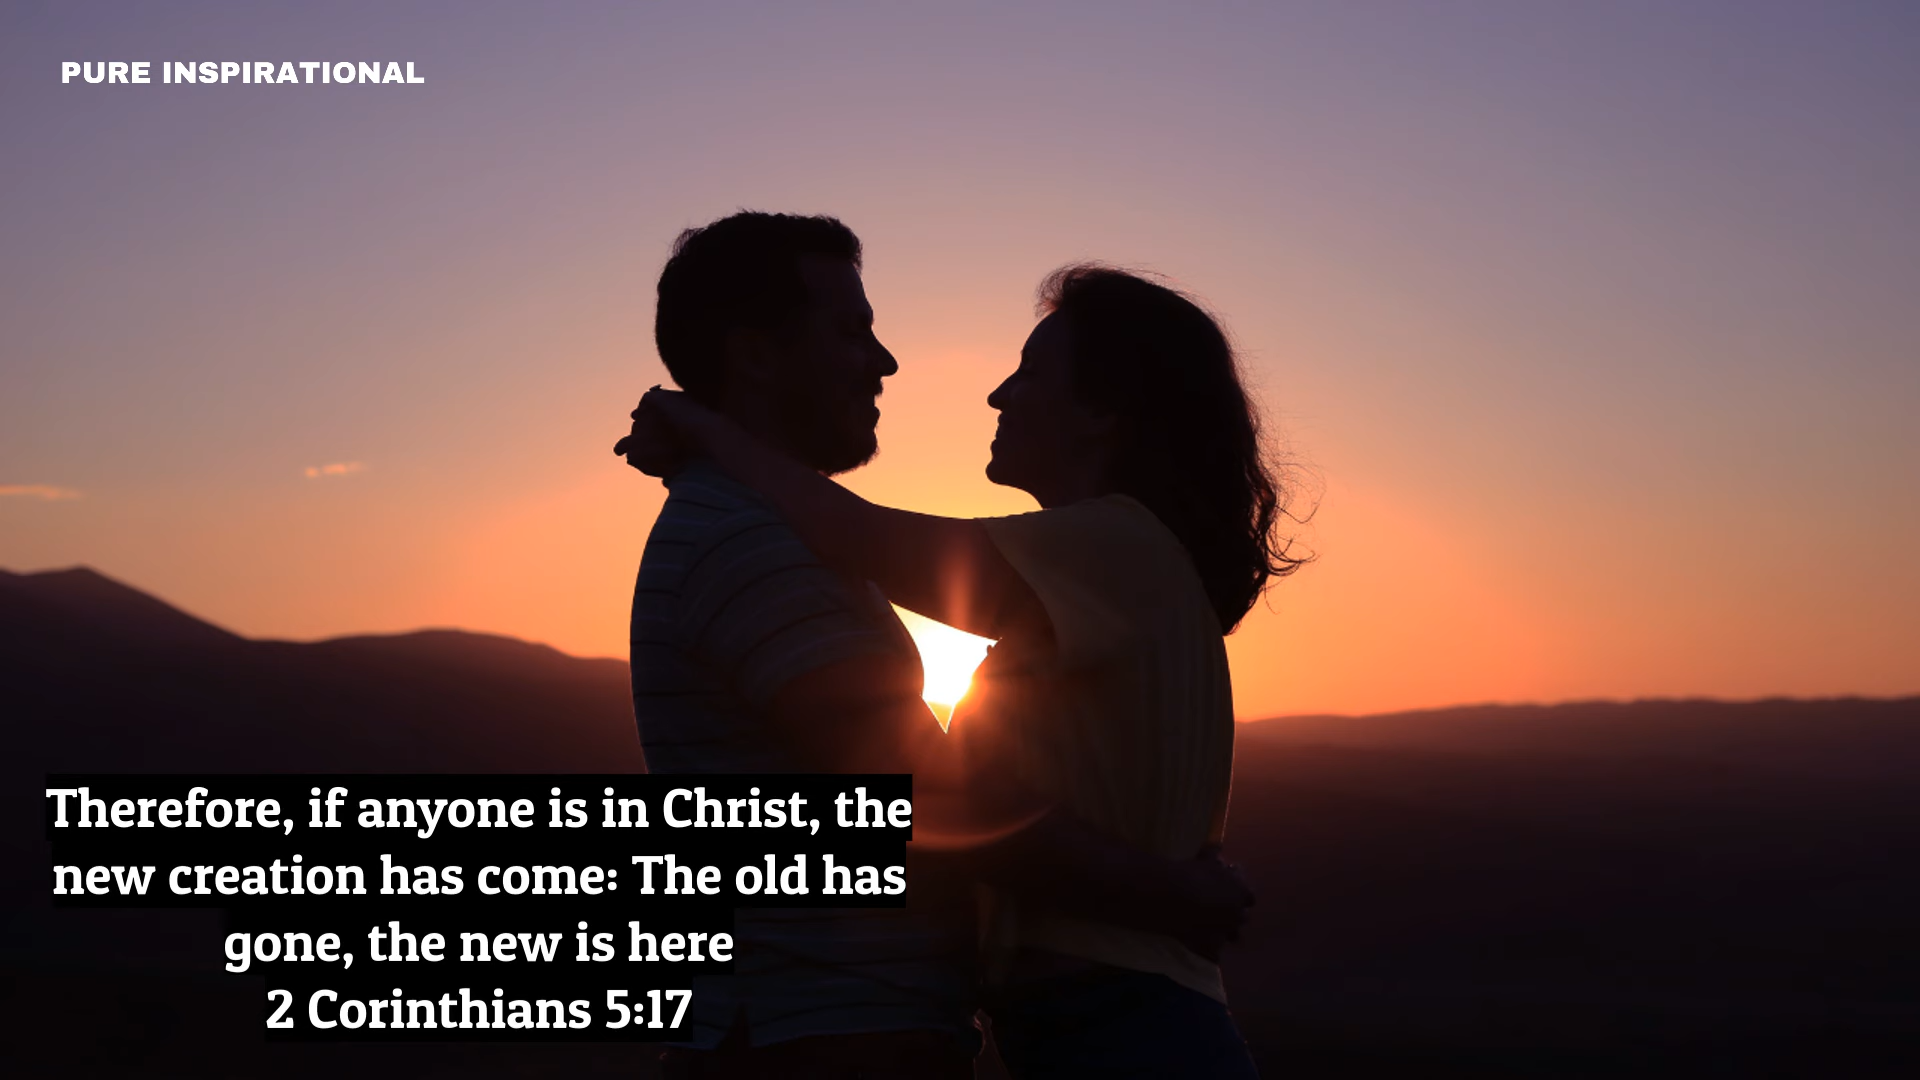 PURE INSPIRATIONAL
Therefore, if anyone is in Christ, the
new creation has come: The old has
gone, the new is here
2 Corinthians 5:17